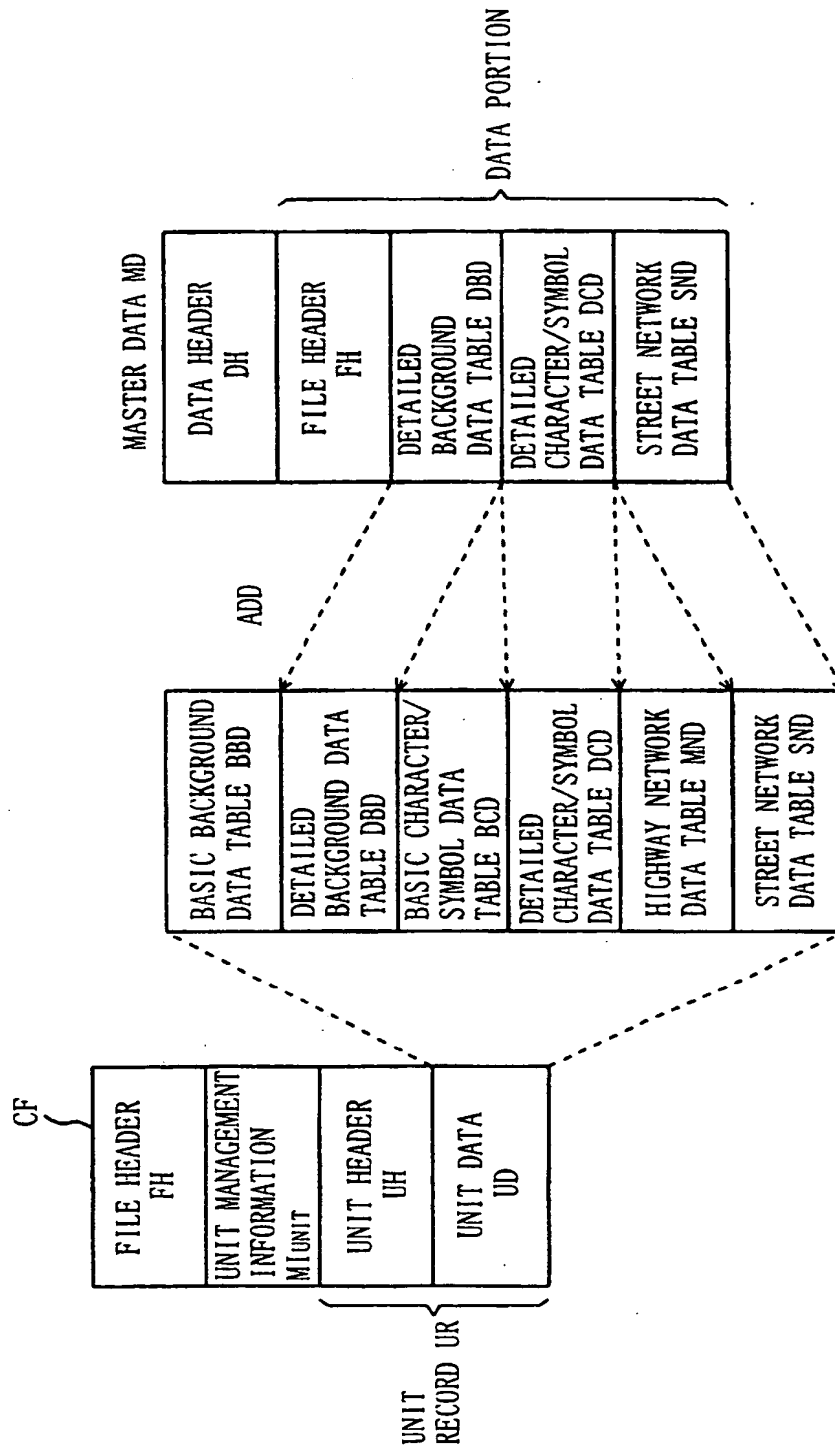 CF
FILE HEADER
FH
UNIT MANAGEMENT
INFORMATION
MIUNIT
UNIT HEADER
UH
UNIT DATA
UD
UNIT
RECORD UR
BASIC BACKGROUND
DATA TABLE BBD
DETAILED
BACKGROUND DATA
TABLE DBD
BASIC CHARACTER/
SYMBOL DATA
TABLE BCD
DETAILED
CHARACTER/SYMBOL
DATA TABLE DCD
HIGHWAY NETWORK
DATA TABLE MND
STREET NETWORK
DATA TABLE SND
ADD
MASTER DATA MD
DATA HEADER
DH
FILE HEADER
FH
DETAILED
BACKGROUND
DATA TABLE DBD
DETAILED
CHARACTER/SYMBOL
DATA TABLE DCD
STREET NETWORK
DATA TABLE SND
DATA PORTION